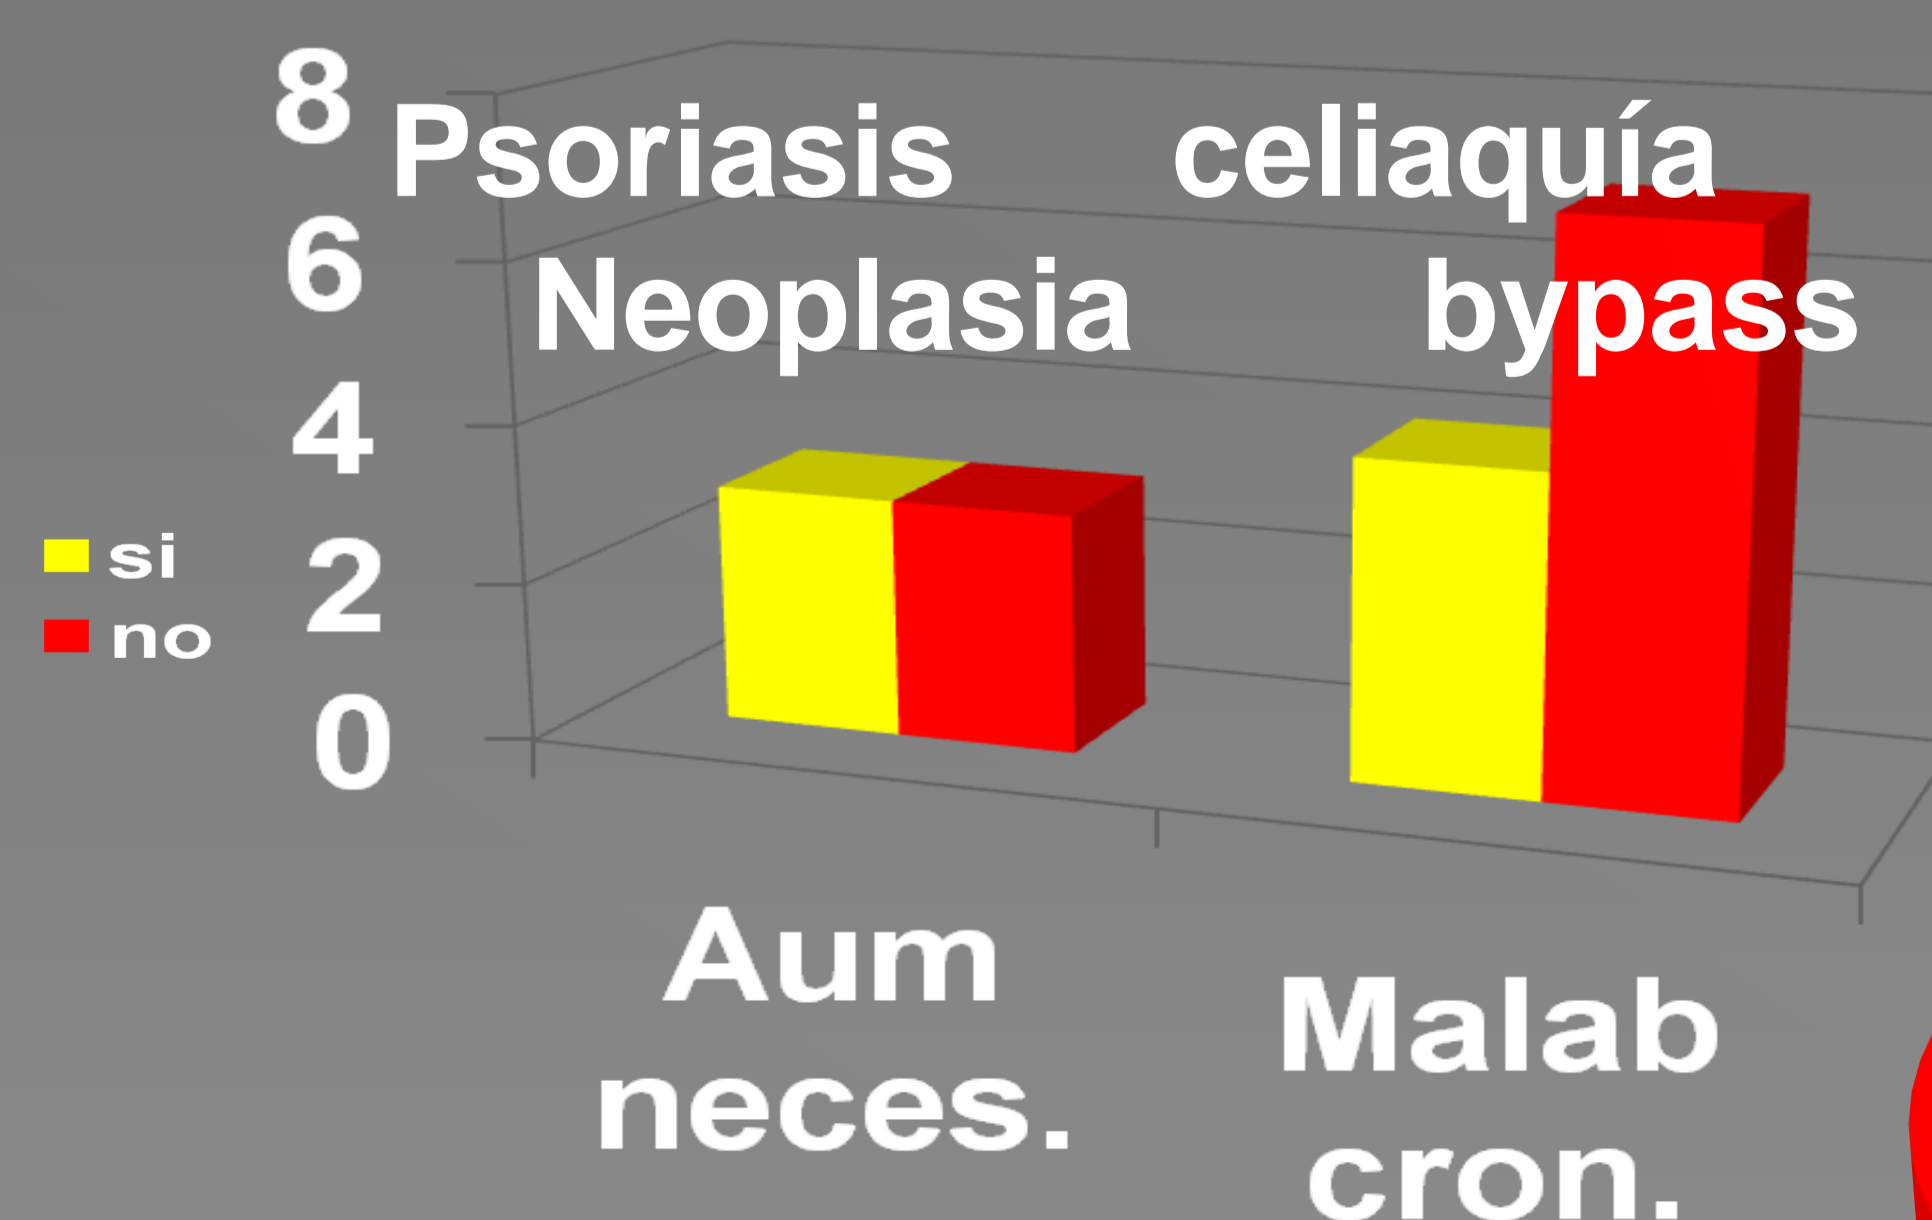 8
Psoriasis celiaquía
6
Neoplasia bypass
4
si
2
no
0
Aum
neces.
Malab
cron.